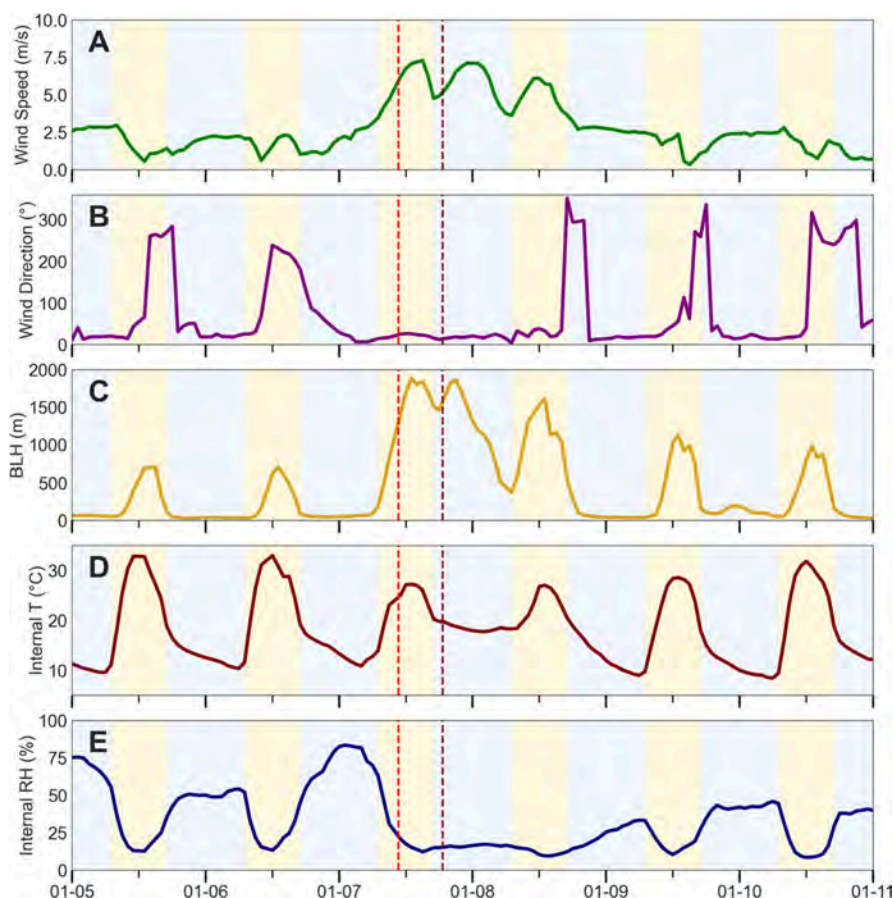 A
Wind Speed (m/s)
10.0
7.5
5.0
2.5
0.0
B
Wind Direction (°)
300
200
100
0
C
BLH (m)
2000
1500
1000
500
0
D
Internal T (°C)
30
20
10
E
Internal RH (%)
100
75
50
25
0
01-05 01-06 01-07 01-08 01-09 01-10 01-11